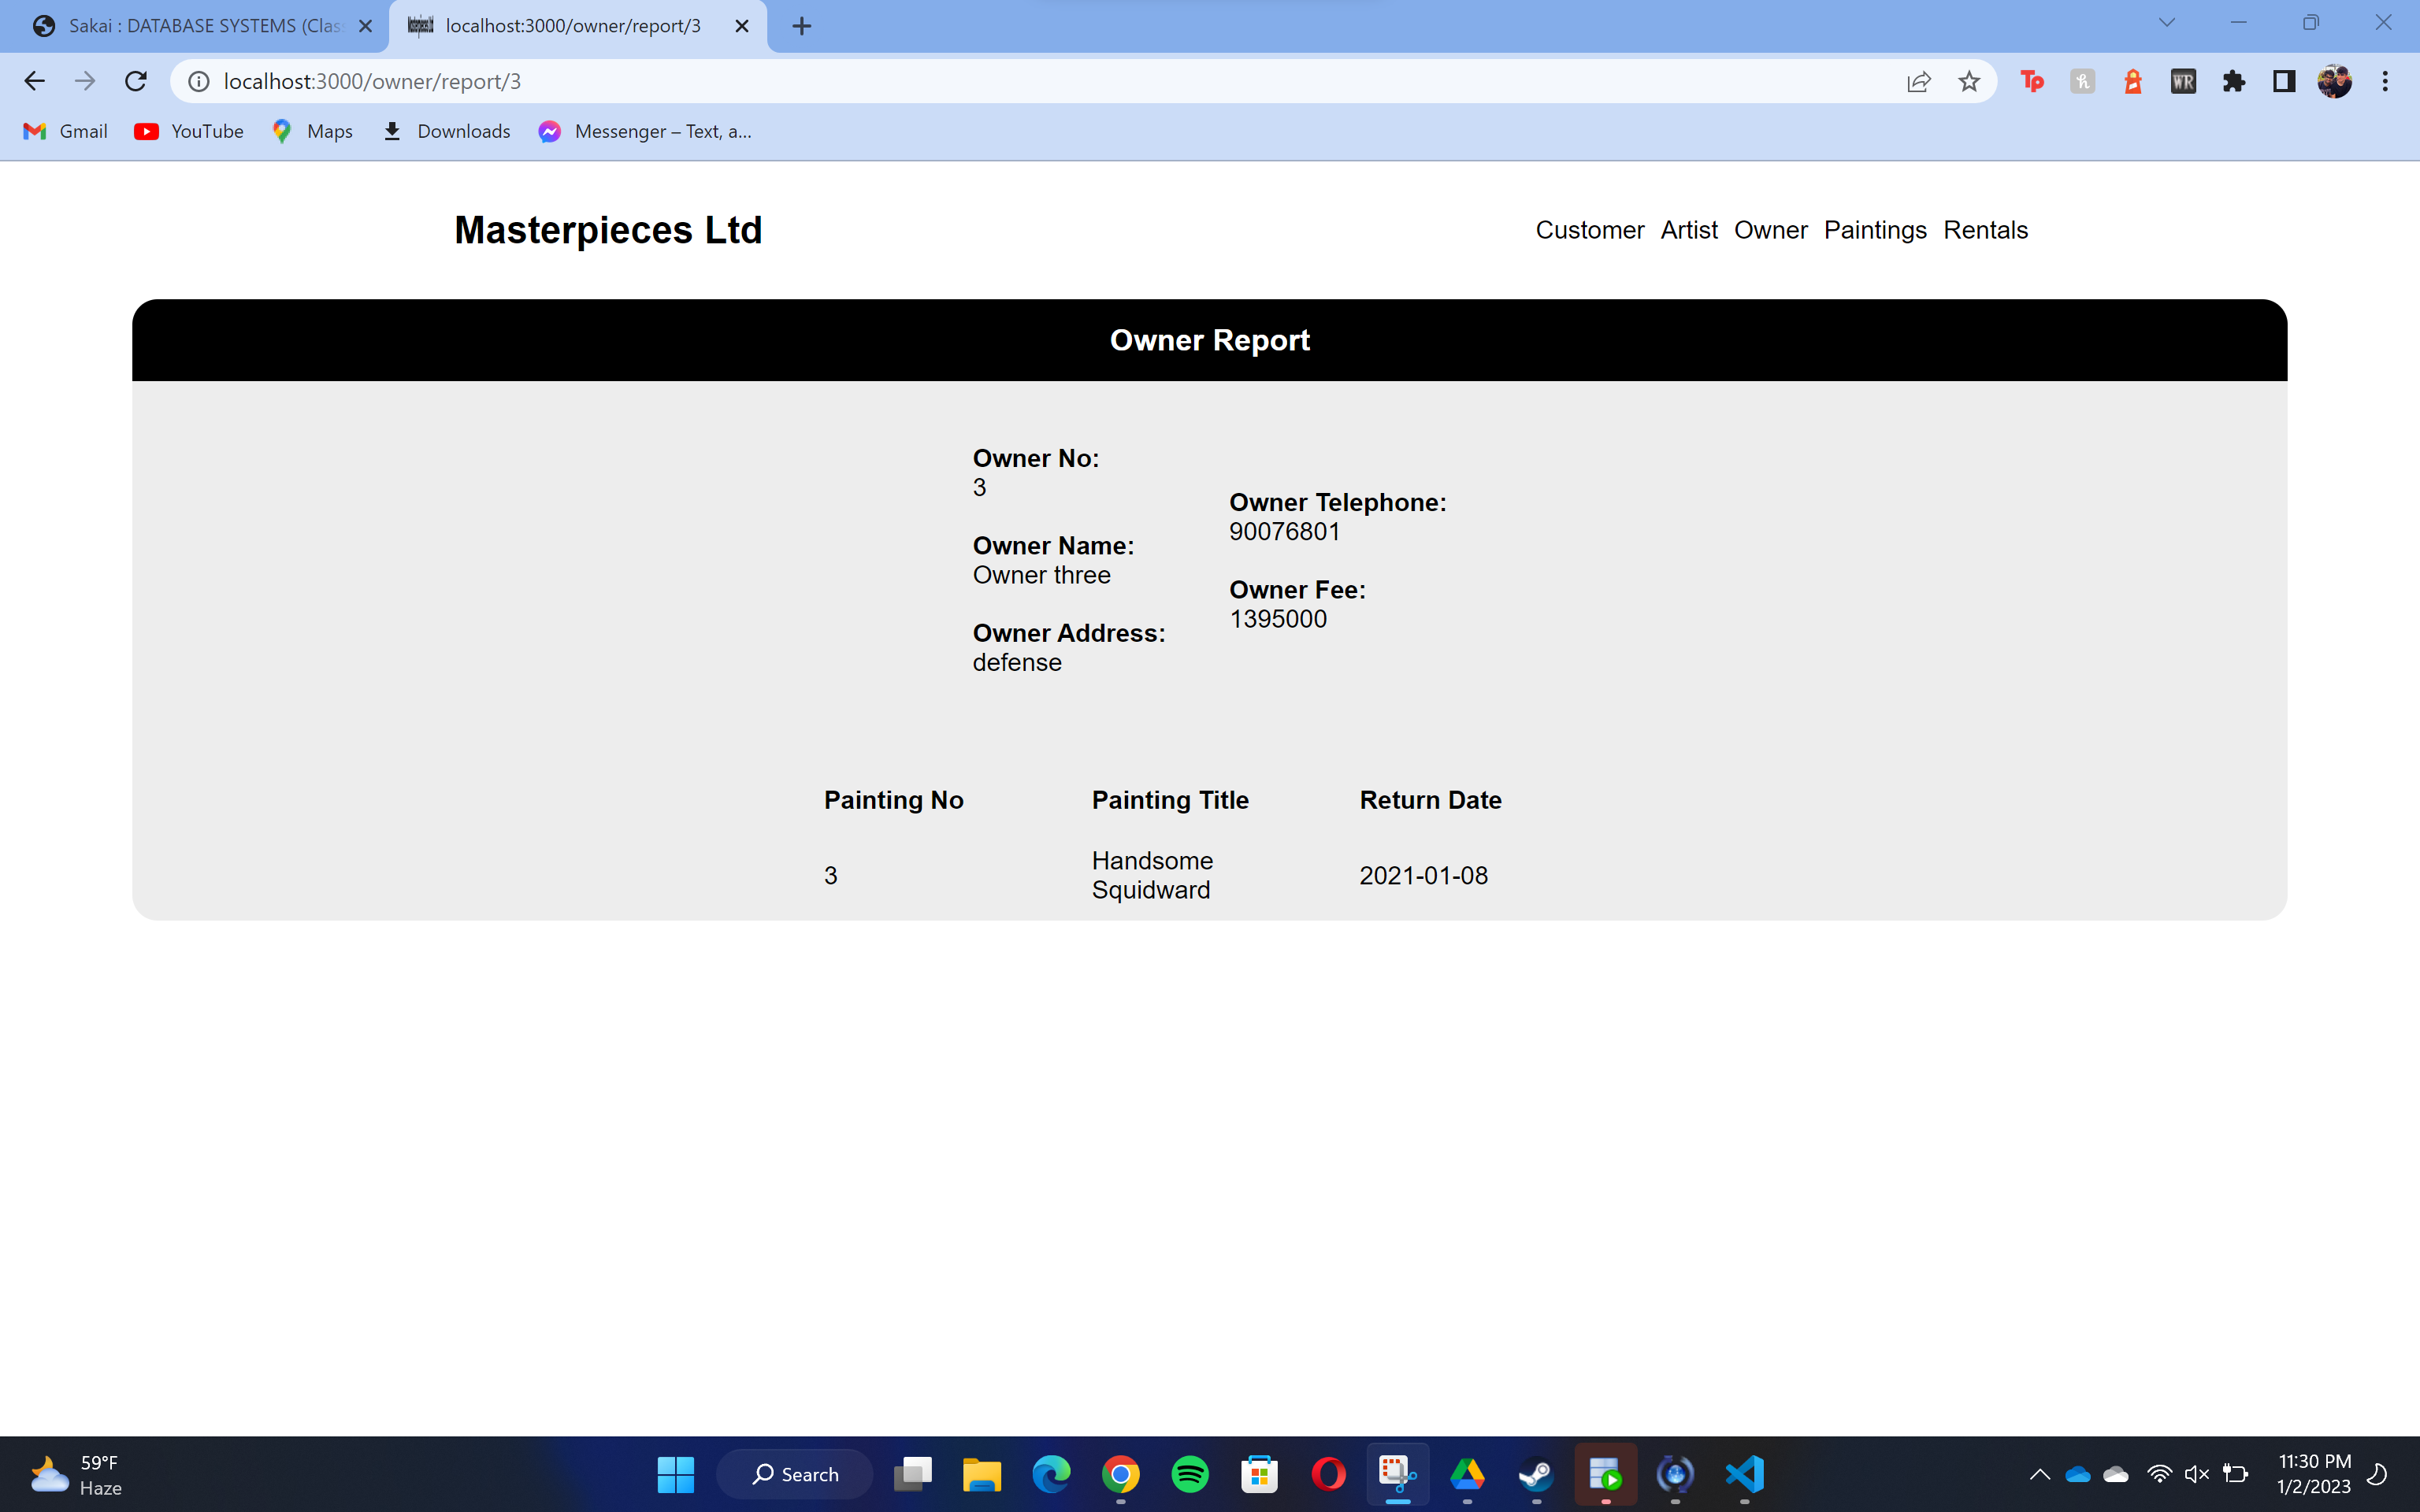 Sakai : DATABASE SYSTEMS (Clas
localhost:3000/owner/report/3
localhost:3000/owner/report/3
Tp
h
WR
Gmail
YouTube
Maps
Downloads
Messenger – Text, a...
Masterpieces Ltd
Customer Artist Owner Paintings Rentals
Owner Report
Owner No:
3
Owner Name:
Owner three
Owner Address:
defense
Owner Telephone:
90076801
Owner Fee:
1395000
Painting No Painting Title Return Date
3 Handsome Squidward 2021-01-08
59°F
Haze
Search
11:30 PM
1/2/2023